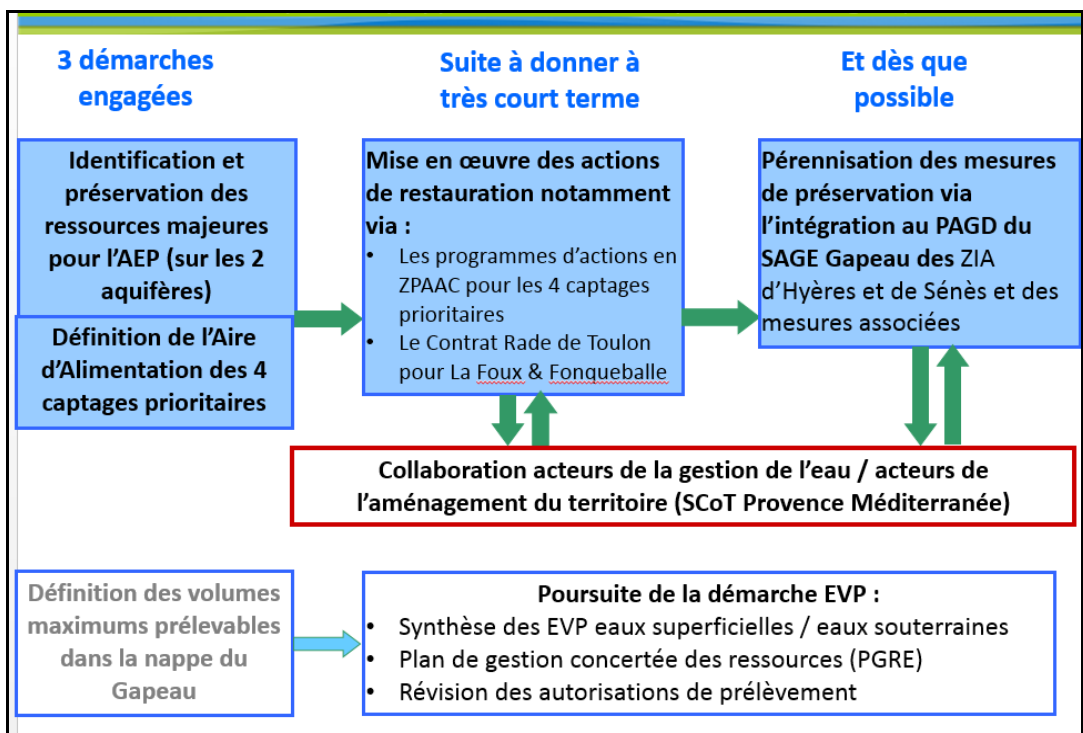 3 démarches
engagées
Suite à donner à
très court terme
Et dès que
possible
Identification et
préservation des
ressources majeures
pour l’AEP (sur les 2
aquifères)
Définition de l’Aire
d’Alimentation des 4
captages prioritaires
Mise en œuvre des actions
de restauration notamment
via :
• Les programmes d’actions en
ZPAAC pour les 4 captages
prioritaires
• Le Contrat Rade de Toulon
pour La Foux & Fonqueballe
Pérennisation des mesures
de préservation via
l’intégration au PAGD du
SAGE Gapeau des ZIA
d’Hyères et de Sénès et des
mesures associées
Collaboration acteurs de la gestion de l’eau / acteurs de
l’aménagement du territoire (SCoT Provence Méditerranée)
Définition des volumes
maximums prélevables
dans la nappe du
Gapeau
Poursuite de la démarche EVP :
• Synthèse des EVP eaux superficielles / eaux souterraines
• Plan de gestion concertée des ressources (PGRE)
• Révision des autorisations de prélèvement